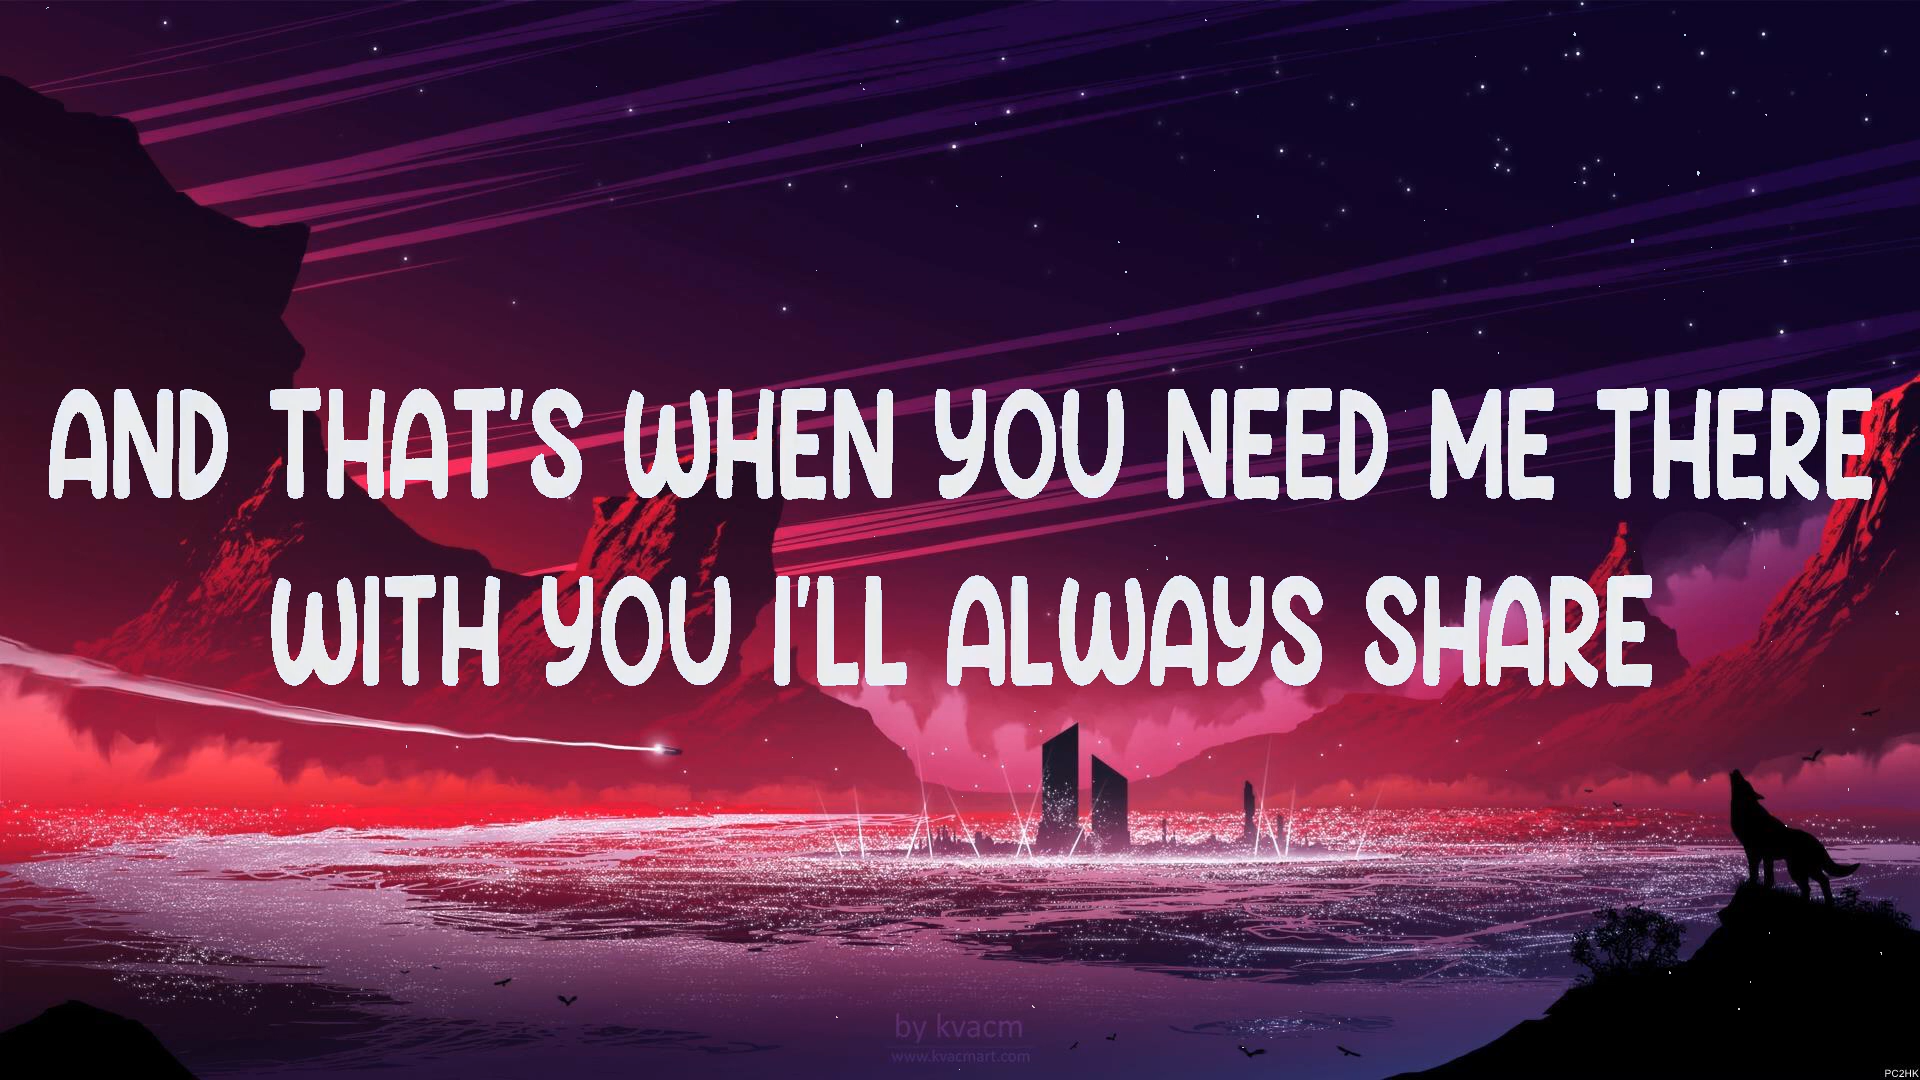 AND THAT'S WHEN YOU NEED ME THERE
WITH YOU I'LL ALWAYS SHARE
by kvacm
www.kvacmart.com
PC2HK